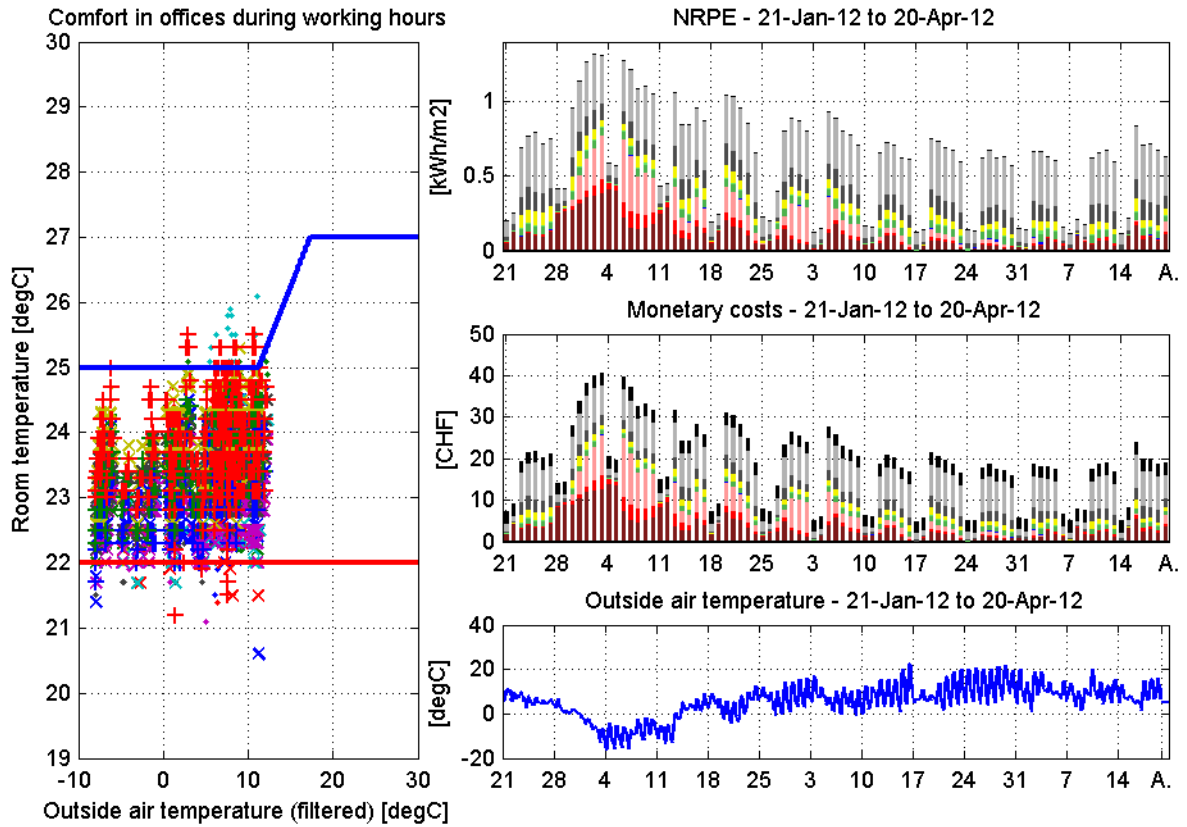 Comfort in offices during working hours
30
29
28
27
26
25
24
23
22
21
20
19
Room temperature [degC]
-10 0 10 20 30
Outside air temperature (filtered) [degC]
NRPE - 21-Jan-12 to 20-Apr-12
1
0.5
0
[kWh/m2]
21 28 4 11 18 25 3 10 17 24 31 7 14 A.
Monetary costs - 21-Jan-12 to 20-Apr-12
50
40
30
20
10
0
[CHF]
21 28 4 11 18 25 3 10 17 24 31 7 14 A.
Outside air temperature - 21-Jan-12 to 20-Apr-12
40
20
0
-20
[degC]
21 28 4 11 18 25 3 10 17 24 31 7 14 A.